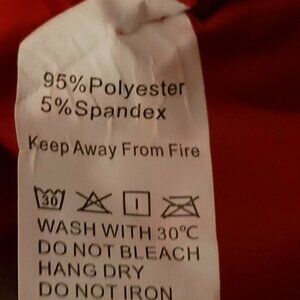 95%Polyester
5%Spandex
Keep Away From Fire
30
WASH WITH 30℃
DO NOT BLEACH
HANG DRY
DO NOT IRON